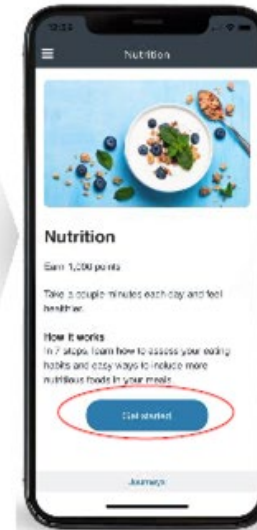 Nutrition
Nutrition
Earn 1,000 points
Take a couple minutes each day and feel
healthier.
How it works
In 7 steps, learn how to assess your eating
habits and easy ways to include more
nutritious foods in your meals.
Get started
Journeys